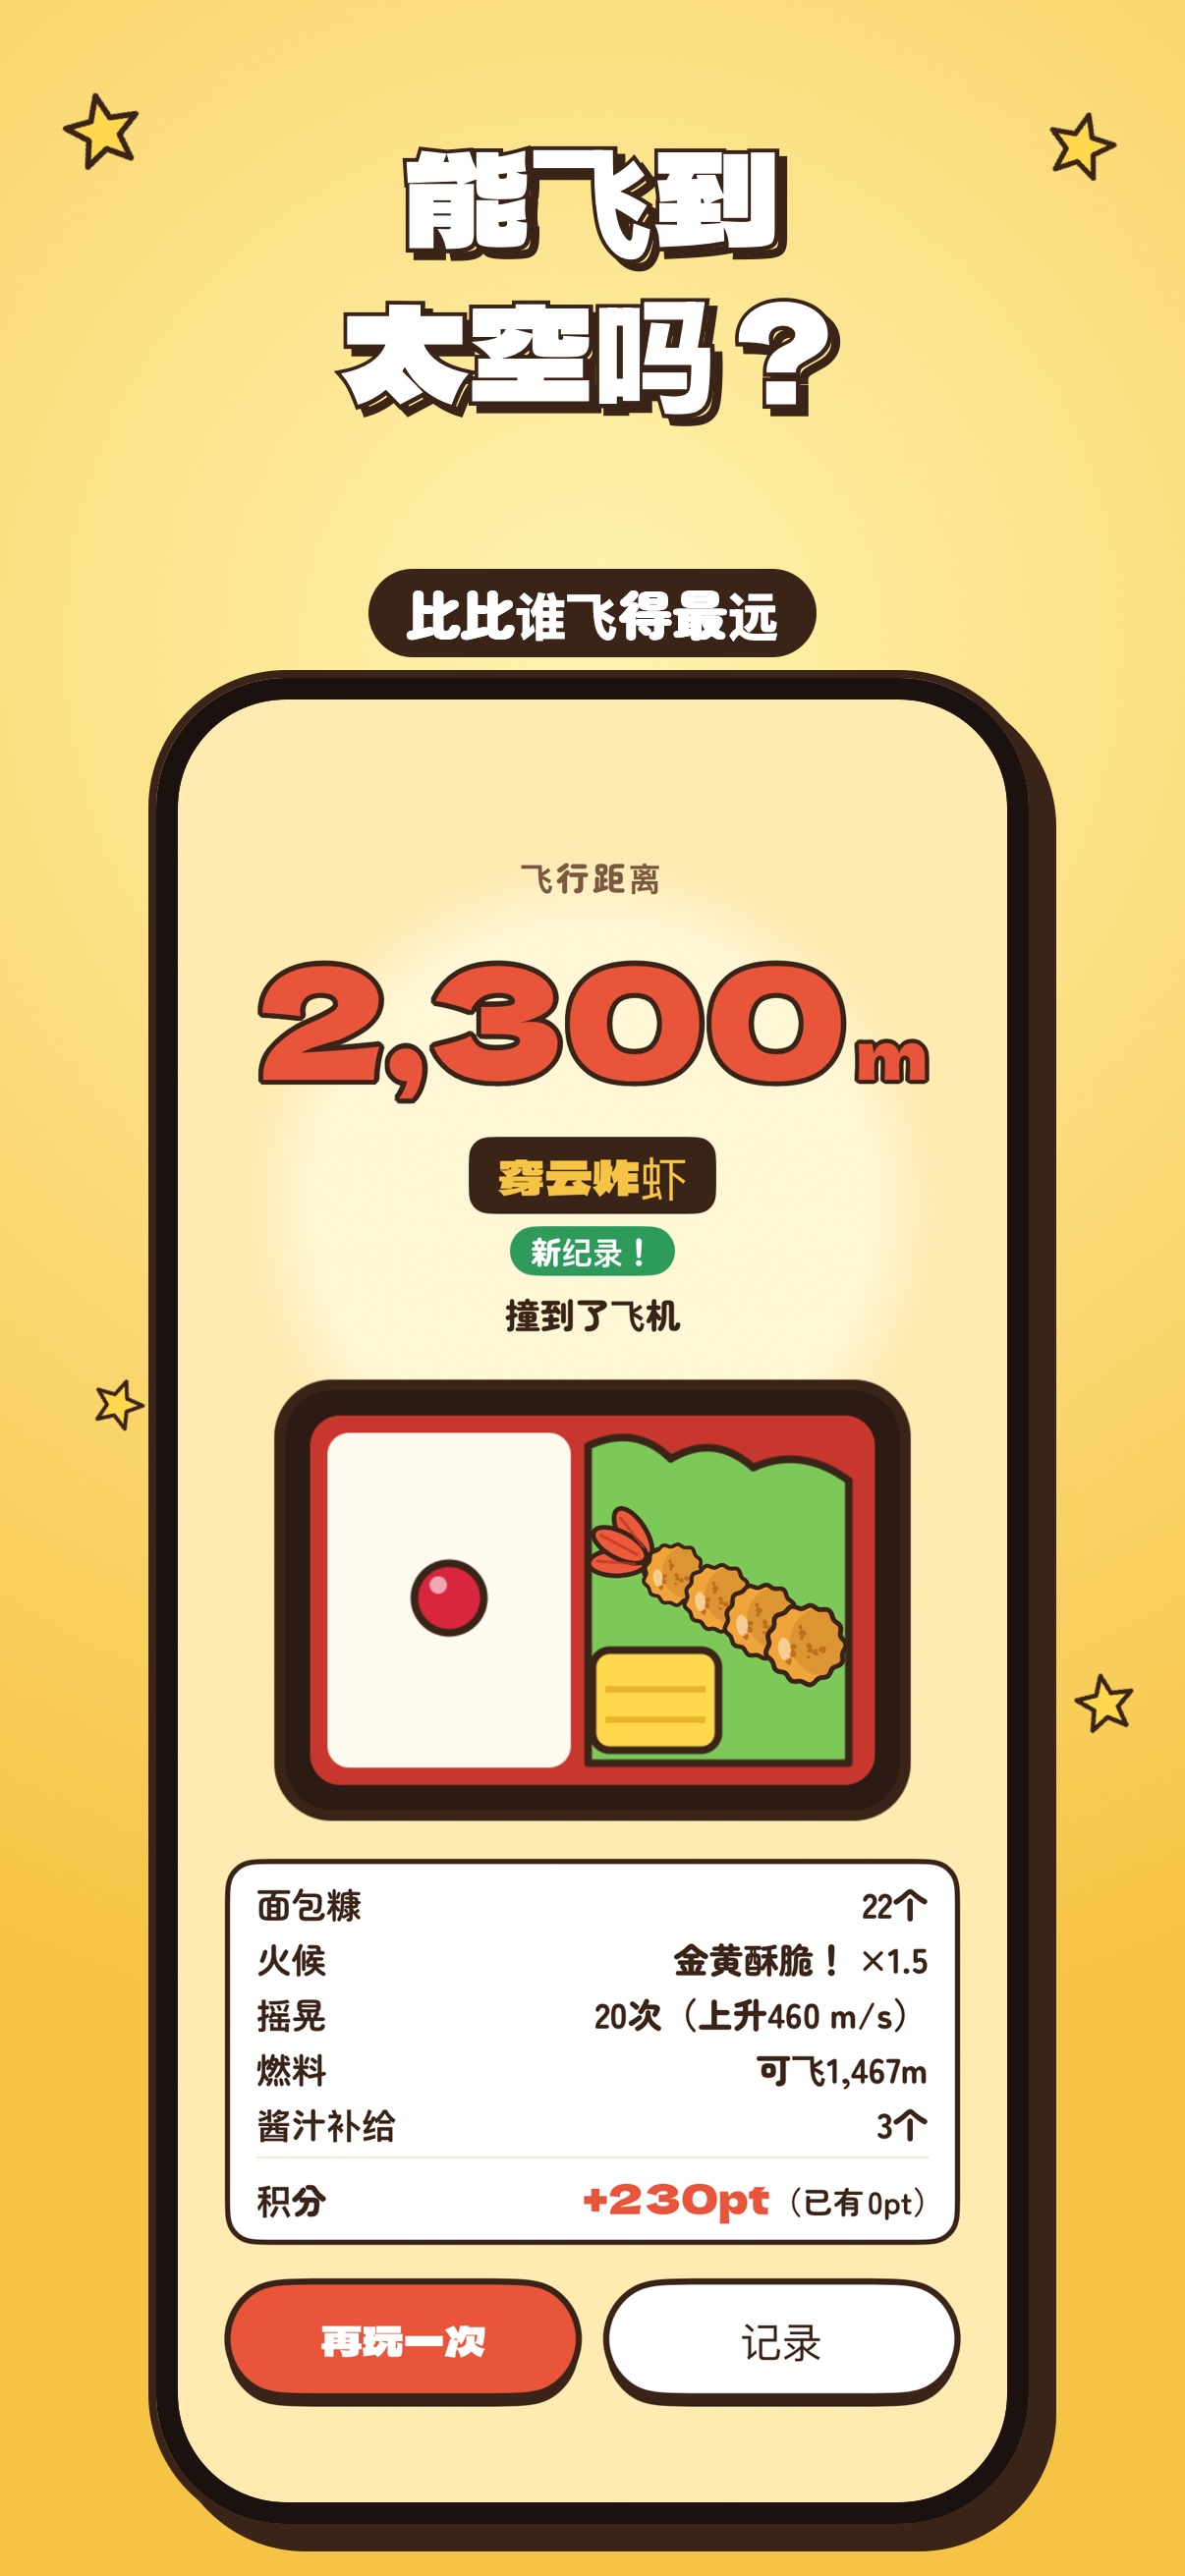 能飞到
太空吗？
比比谁飞得最远
飞行距离
2,300m
穿云炸虾
新纪录！
撞到了飞机
面包糠 22个
火候 金黄酥脆！ ×1.5
摇晃 20次（上升460 m/s）
燃料 可飞1,467m
酱汁补给 3个
积分 +230pt（已有0pt）
再玩一次 记录